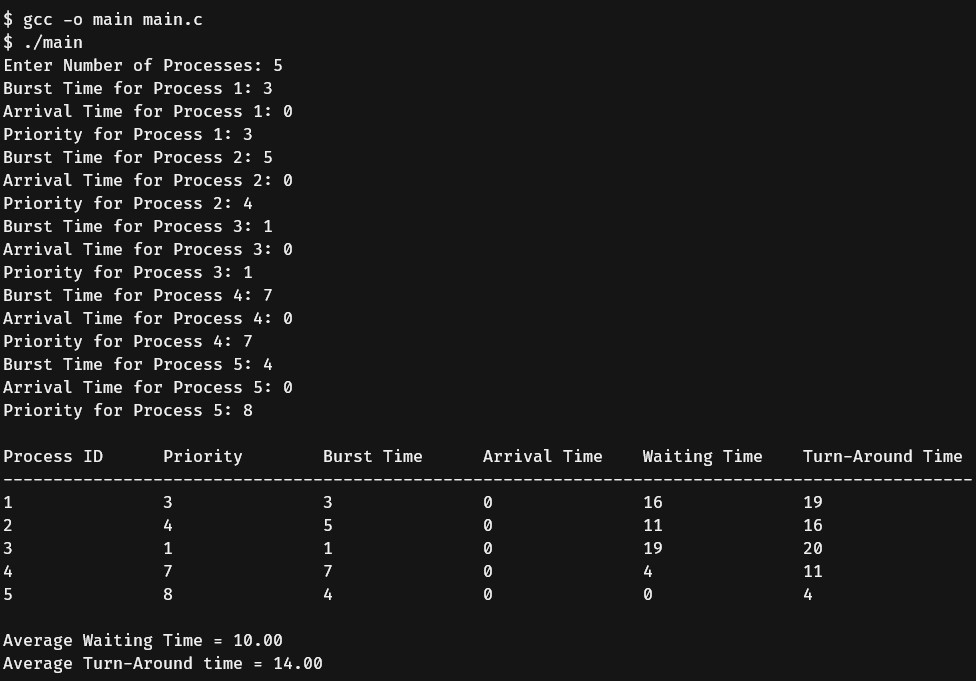 $ gcc -o main main.c
$ ./main
Enter Number of Processes: 5
Burst Time for Process 1: 3
Arrival Time for Process 1: 0
Priority for Process 1: 3
Burst Time for Process 2: 5
Arrival Time for Process 2: 0
Priority for Process 2: 4
Burst Time for Process 3: 1
Arrival Time for Process 3: 0
Priority for Process 3: 1
Burst Time for Process 4: 7
Arrival Time for Process 4: 0
Priority for Process 4: 7
Burst Time for Process 5: 4
Arrival Time for Process 5: 0
Priority for Process 5: 8

Process ID      Priority        Burst Time      Arrival Time    Waiting Time    Turn-Around Time
-------------------------------------------------------------------------------------------------
1               3               3               0               16              19
2               4               5               0               11              16
3               1               1               0               19              20
4               7               7               0               4               11
5               8               4               0               0               4

Average Waiting Time = 10.00
Average Turn-Around time = 14.00